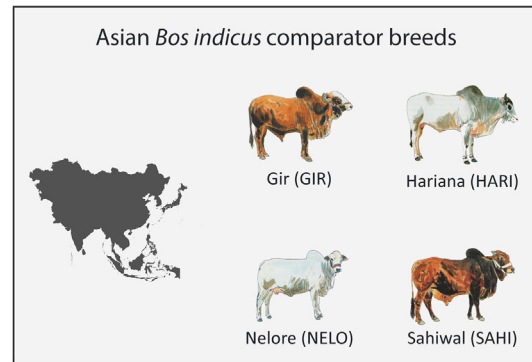 Asian Bos indicus comparator breeds
Gir (GIR)
Hariana (HARI)
Nelore (NELO)
Sahiwal (SAHI)